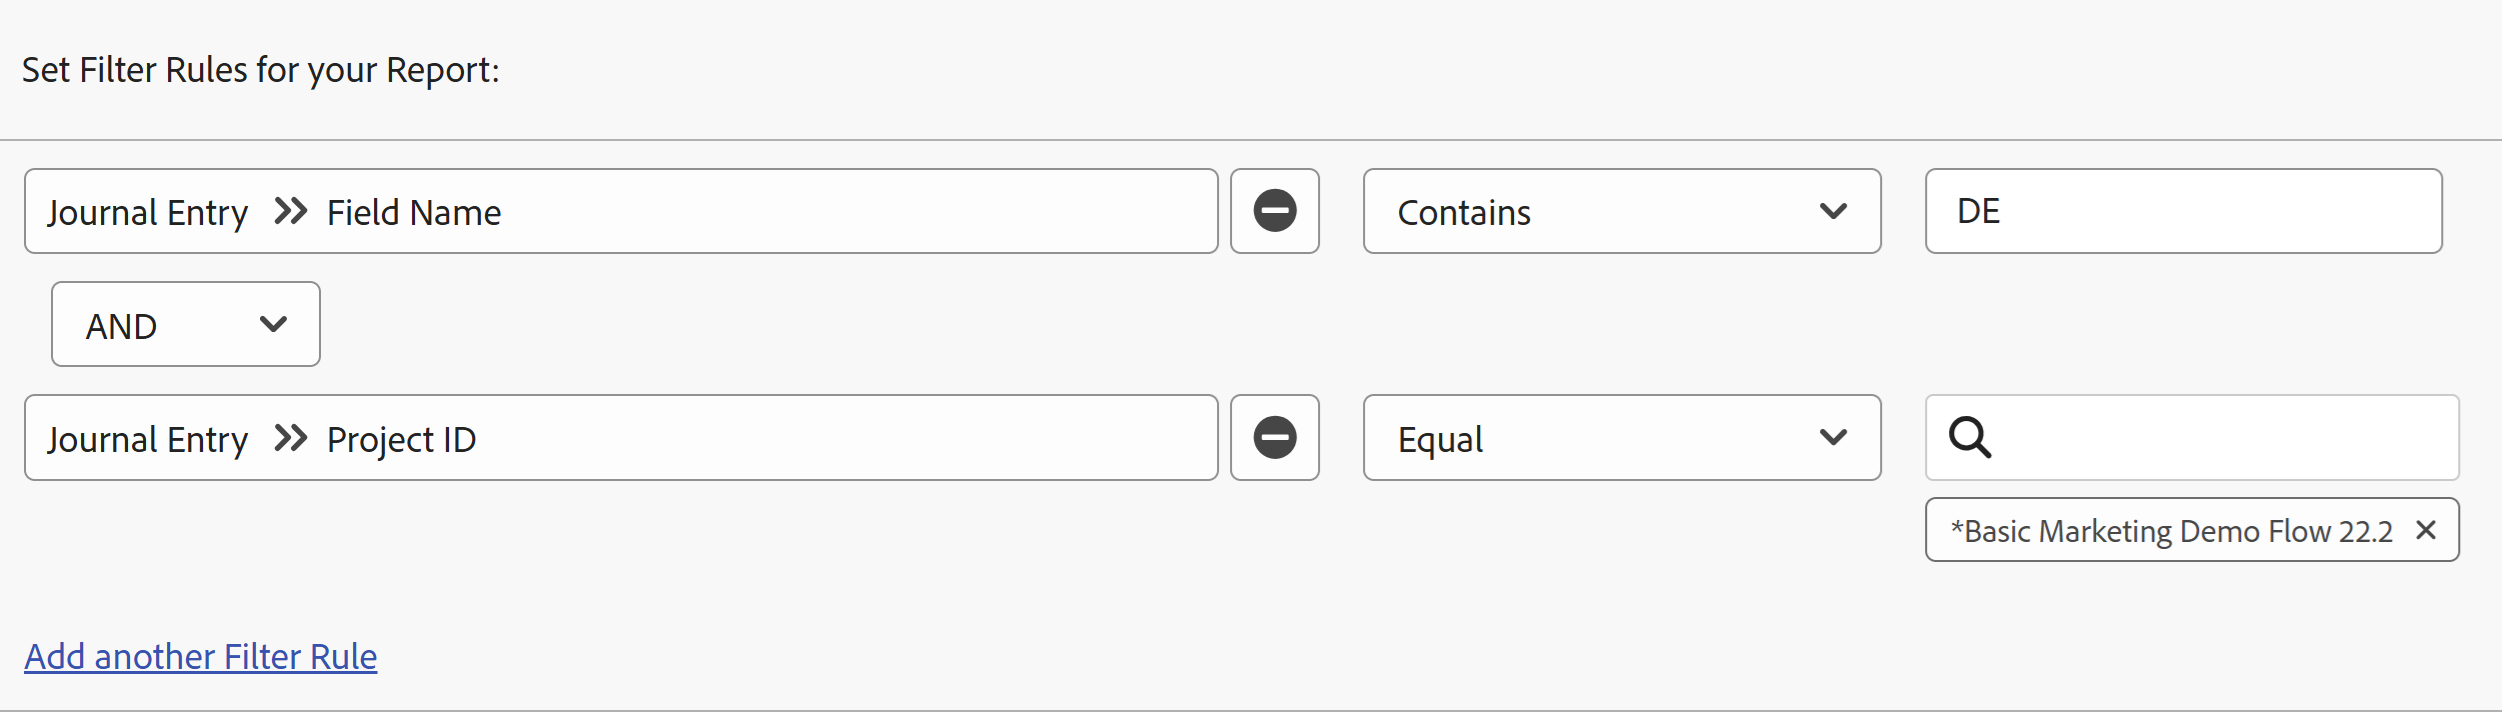 Set Filter Rules for your Report:
Journal Entry >> Field Name Contains DE
AND
Journal Entry >> Project ID Equal
*Basic Marketing Demo Flow 22.2 ×
Add another Filter Rule